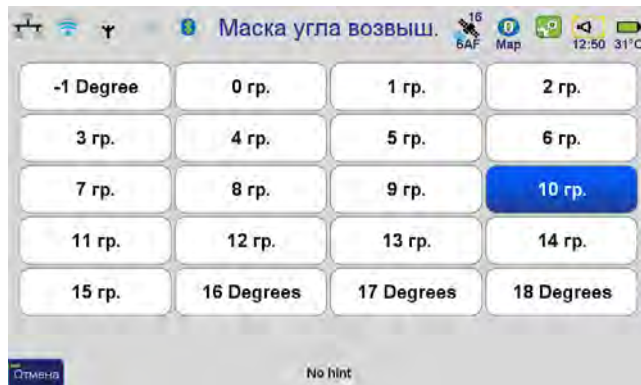 Маска угла возвыш.
16
6AF
Map
12:50
31°C
-1 Degree
0 гр.
1 гр.
2 гр.
3 гр.
4 гр.
5 гр.
6 гр.
7 гр.
8 гр.
9 гр.
10 гр.
11 гр.
12 гр.
13 гр.
14 гр.
15 гр.
16 Degrees
17 Degrees
18 Degrees
Отмена
No hint